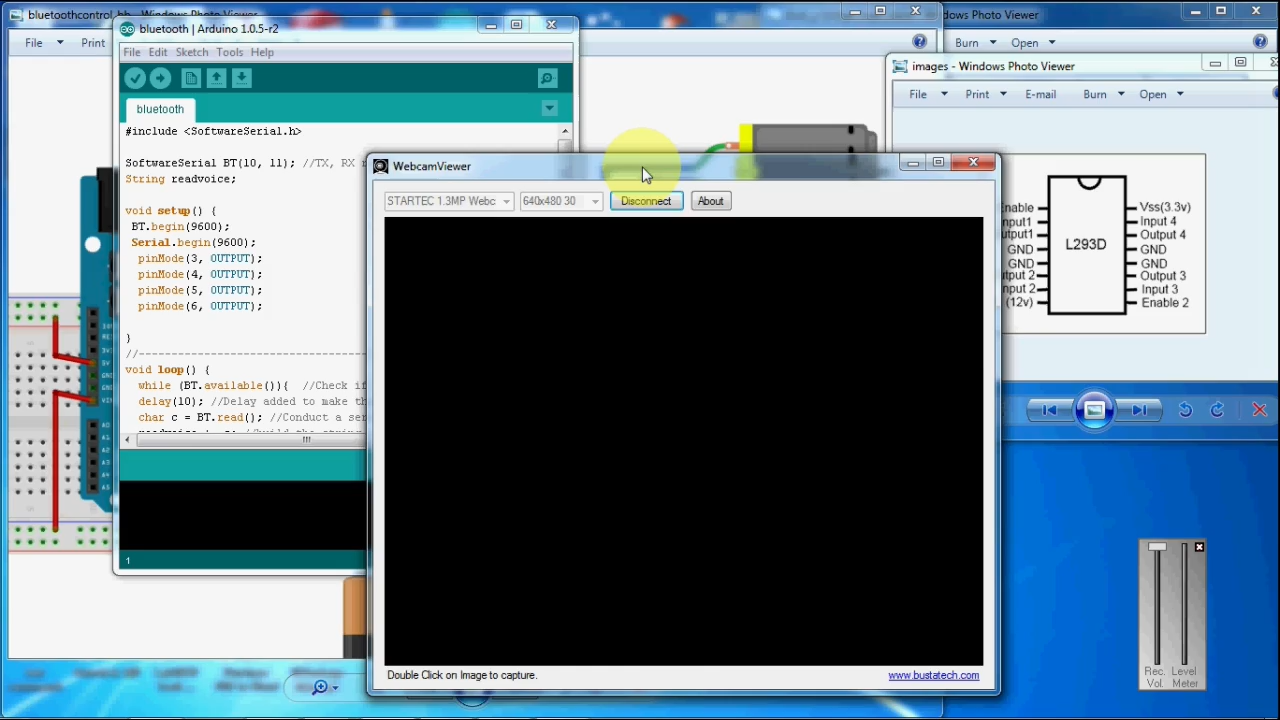 bluetoothcontrol_bb - Windows Photo Viewer
File Print
bluetooth | Arduino 1.0.5-r2
File Edit Sketch Tools Help
bluetooth
#include <SoftwareSerial.h>
SoftwareSerial BT(10, 11); //TX, RX
String readvoice;
void setup() {
BT.begin(9600);
Serial.begin(9600);
pinMode(3, OUTPUT);
pinMode(4, OUTPUT);
pinMode(5, OUTPUT);
pinMode(6, OUTPUT);
}
//-----------------------------
void loop() {
while (BT.available()){ //Check if
delay(10); //Delay added to make th
char c = BT.read(); //Conduct a ser
1
WebcamViewer
STARTEC 1.3MP Webc 640x480 30 Disconnect About
Double Click on Image to capture. www.bustatech.com
dows Photo Viewer
Burn Open
images - Windows Photo Viewer
File Print E-mail Burn Open
Enable
Input1
Output1
GND
GND
Output 2
Input 2
(12v)
L293D
Vss(3.3v)
Input 4
Output 4
GND
GND
Output 3
Input 3
Enable 2
Rec. Level
Vol. Meter